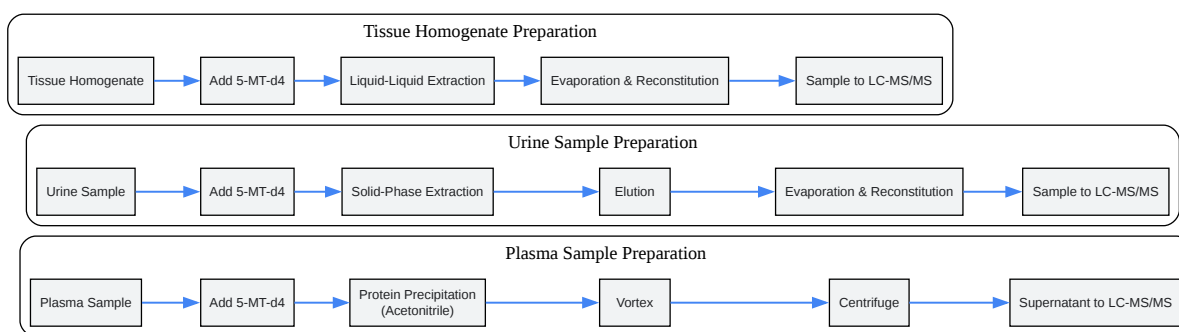 Tissue Homogenate Preparation
Tissue Homogenate
Add 5-MT-d4
Liquid-Liquid Extraction
Evaporation & Reconstitution
Sample to LC-MS/MS
Urine Sample Preparation
Urine Sample
Add 5-MT-d4
Solid-Phase Extraction
Elution
Evaporation & Reconstitution
Sample to LC-MS/MS
Plasma Sample Preparation
Plasma Sample
Add 5-MT-d4
Protein Precipitation
(Acetonitrile)
Vortex
Centrifuge
Supernatant to LC-MS/MS